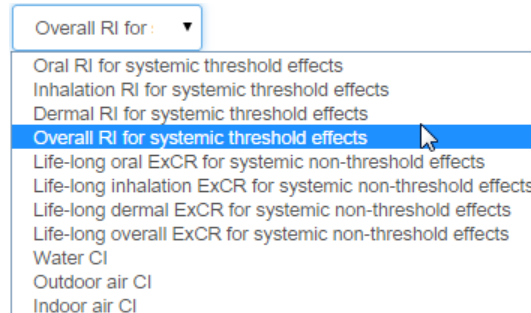 Overall RI for
Oral RI for systemic threshold effects
Inhalation RI for systemic threshold effects
Dermal RI for systemic threshold effects
Overall RI for systemic threshold effects
Life-long oral ExCR for systemic non-threshold effects
Life-long inhalation ExCR for systemic non-threshold effects
Life-long dermal ExCR for systemic non-threshold effects
Life-long overall ExCR for systemic non-threshold effects
Water CI
Outdoor air CI
Indoor air CI